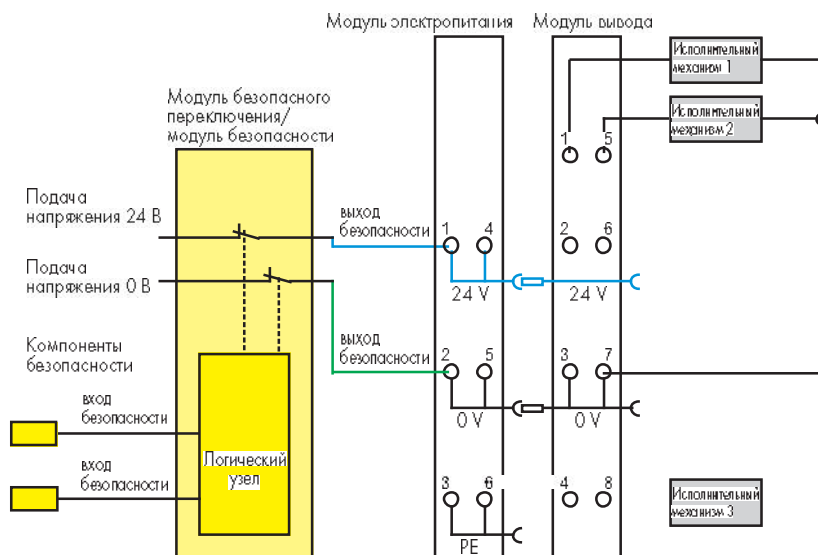 Модуль электропитания
Модуль вывода
Исполнительный
механизм 1
Исполнительный
механизм 2
Модуль безопасного
переключения/
модуль безопасности
1 5
Подача
напряжения 24 В
выход
безопасности
1 4
2 6
Подача
напряжения 0 В
24 V
24 V
Компоненты
безопасности
выход
безопасности
2 5
3 7
вход
безопасности
0 V
0 V
вход
безопасности
Логический
узел
3 6
4 8
Исполнительный
механизм 3
PE